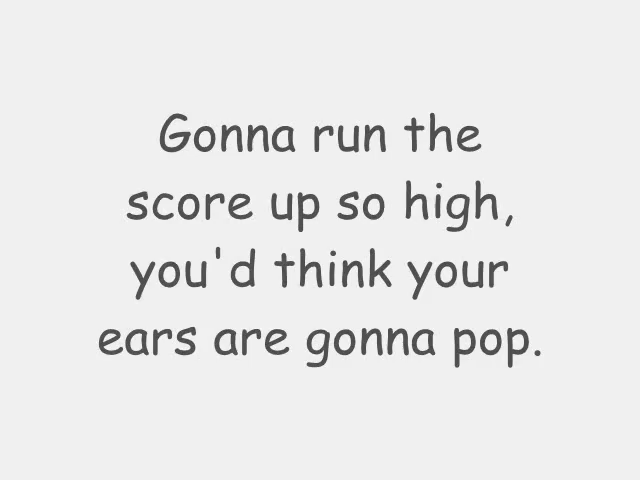 Gonna run the
score up so high,
you'd think your
ears are gonna pop.